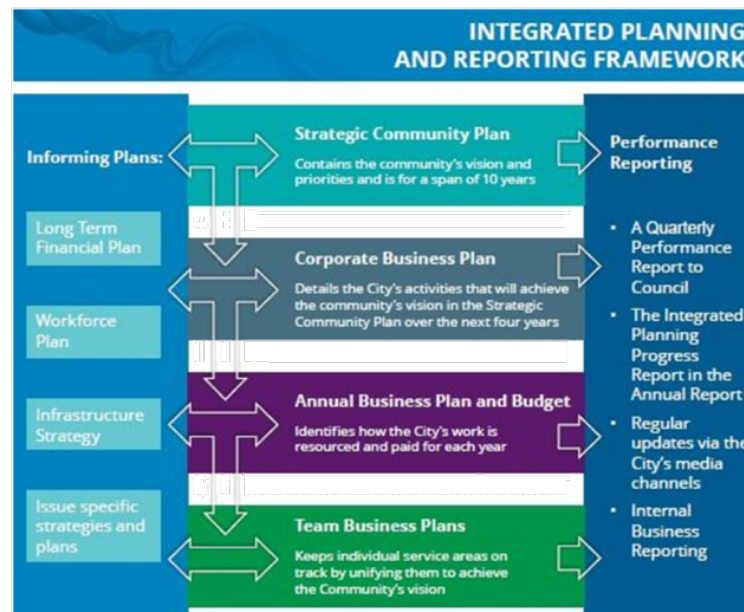 INTEGRATED PLANNING
AND REPORTING FRAMEWORK
Informing Plans:
Long Term
Financial Plan
Workforce
Plan
Infrastructure
Strategy
Issue specific
strategies and
plans
Strategic Community Plan
Contains the community's vision and
priorities and is for a span of 10 years
Corporate Business Plan
Details the City's activities that will achieve
the community's vision in the Strategic
Community Plan over the next four years
Annual Business Plan and Budget
Identifies how the City's work is
resourced and paid for each year
Team Business Plans
Keeps individual service areas on
track by unifying them to achieve
the Community's vision
Performance
Reporting
• A Quarterly
Performance
Report to
Council
• The Integrated
Planning
Progress
Report in the
Annual Report
• Regular
updates via the
City's media
channels
• Internal
Business
Reporting